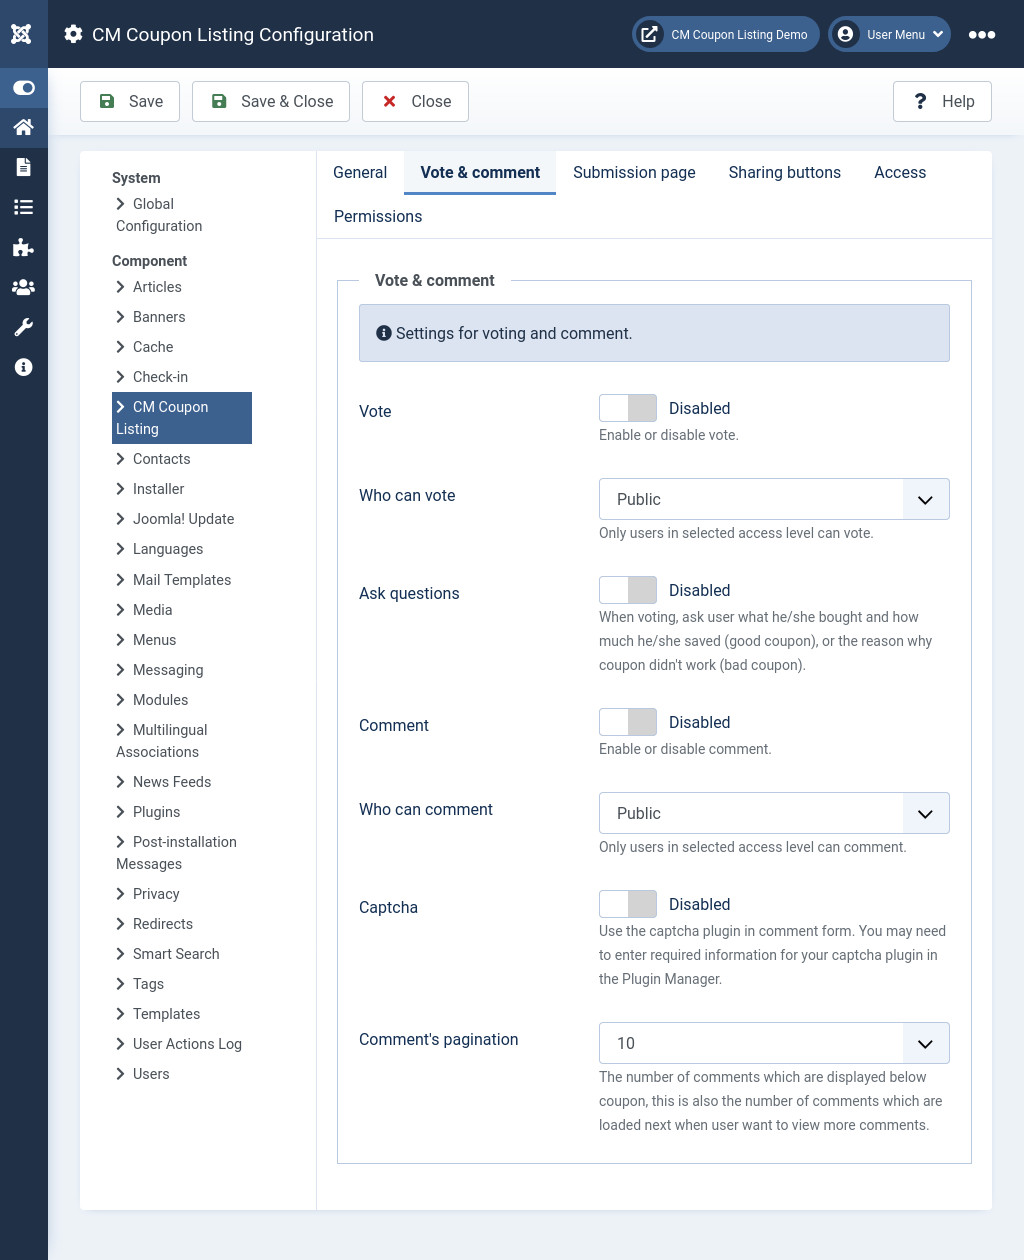 CM Coupon Listing Configuration
CM Coupon Listing Demo
User Menu
Save
Save & Close
Close
Help
System
Global
Configuration
Component
Articles
Banners
Cache
Check-in
CM Coupon
Listing
Contacts
Installer
Joomla! Update
Languages
Mail Templates
Media
Menus
Messaging
Modules
Multilingual
Associations
News Feeds
Plugins
Post-installation
Messages
Privacy
Redirects
Smart Search
Tags
Templates
User Actions Log
Users
General
Vote & comment
Submission page
Sharing buttons
Access
Permissions
Vote & comment
Settings for voting and comment.
Vote
Disabled
Enable or disable vote.
Who can vote
Public
Only users in selected access level can vote.
Ask questions
Disabled
When voting, ask user what he/she bought and how
much he/she saved (good coupon), or the reason why
coupon didn't work (bad coupon).
Comment
Disabled
Enable or disable comment.
Who can comment
Public
Only users in selected access level can comment.
Captcha
Disabled
Use the captcha plugin in comment form. You may need
to enter required information for your captcha plugin in
the Plugin Manager.
Comment's pagination
10
The number of comments which are displayed below
coupon, this is also the number of comments which are
loaded next when user want to view more comments.